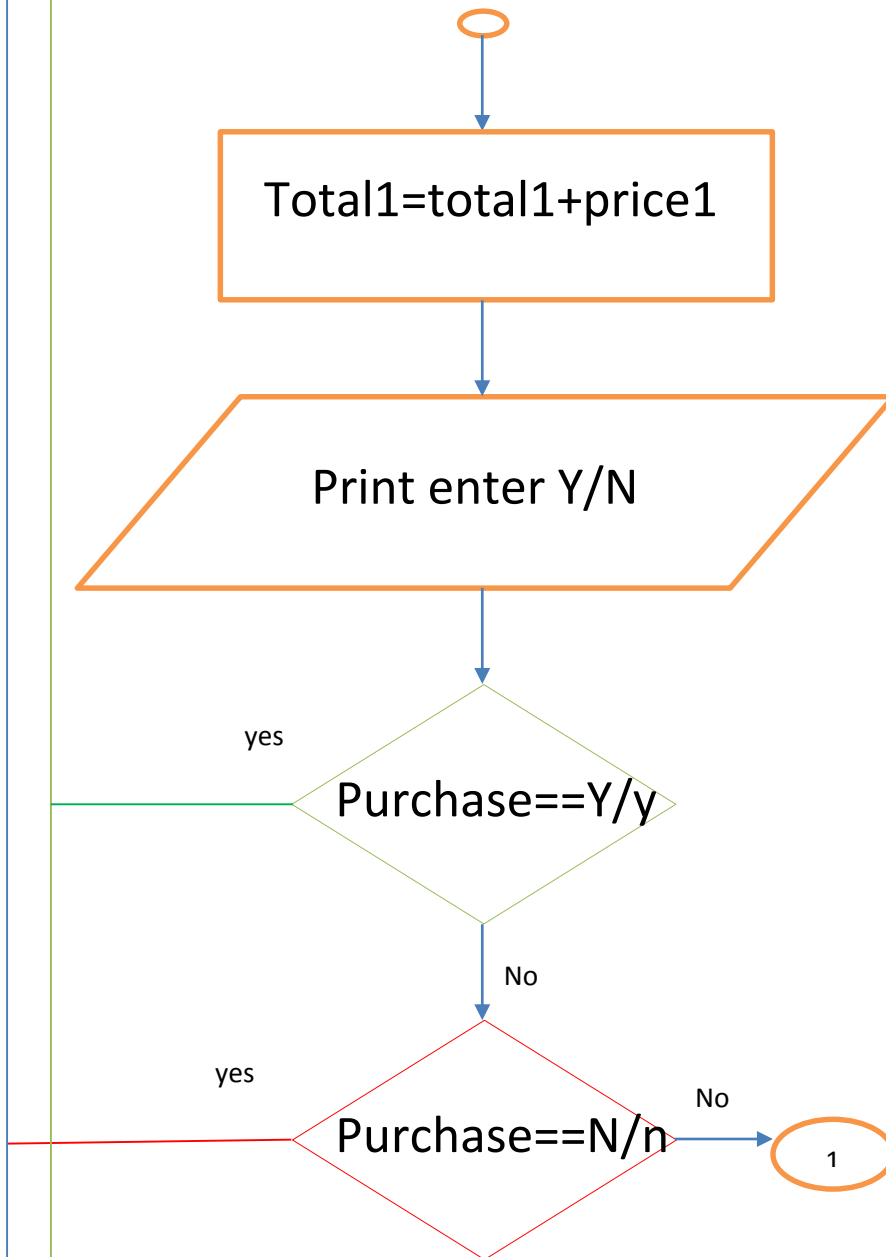 Total1=total1+price1
Print enter Y/N
yes
Purchase==Y/y
No
yes
No
Purchase==N/n
1